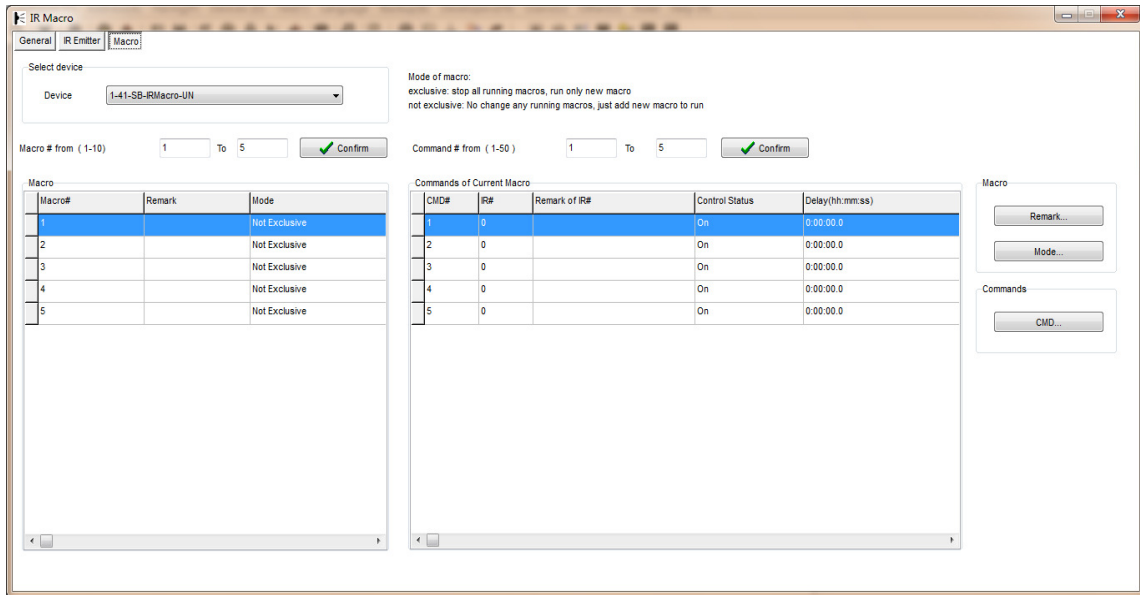 IR Macro
General IR Emitter Macro
Select device
Device 1-41-SB-IRMacro-UN
Mode of macro:
exclusive: stop all running macros, run only new macro
not exclusive: No change any running macros, just add new macro to run
Macro # from ( 1-10) 1 To 5 Confirm
Command # from ( 1-50 ) 1 To 5 Confirm
Macro
Macro# Remark Mode
1 Not Exclusive
2 Not Exclusive
3 Not Exclusive
4 Not Exclusive
5 Not Exclusive
Commands of Current Macro
CMD# IR# Remark of IR# Control Status Delay(hh:mm:ss)
1 0 On 0:00:00.0
2 0 On 0:00:00.0
3 0 On 0:00:00.0
4 0 On 0:00:00.0
5 0 On 0:00:00.0
Macro
Remark...
Mode...
Commands
CMD...